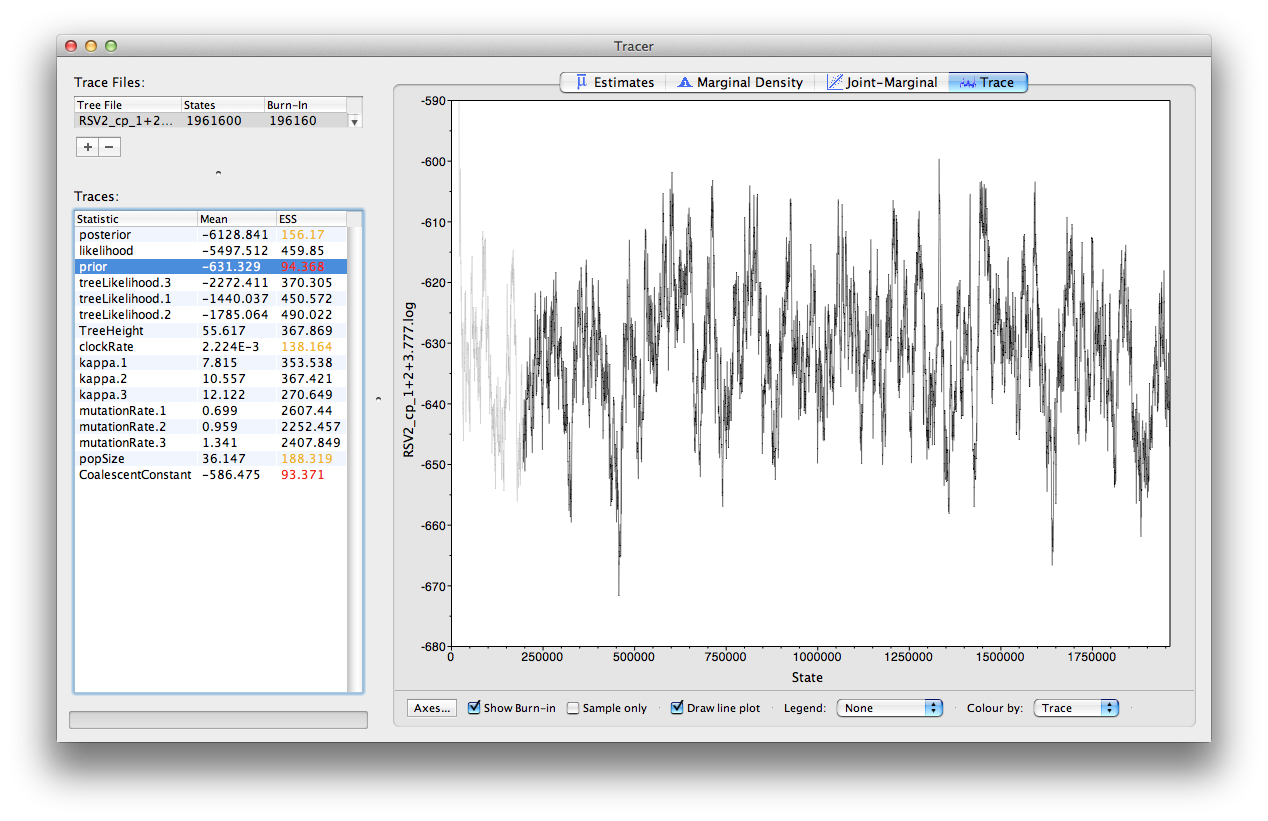 Tracer
Trace Files:
Tree File States Burn-In
RSV2_cp_1+2... 1961600 196160
+ −
Traces:
Statistic Mean ESS
posterior -6128.841 156.17
likelihood -5497.512 459.85
prior -631.329 94.368
treeLikelihood.3 -2272.411 370.305
treeLikelihood.1 -1440.037 450.572
treeLikelihood.2 -1785.064 490.022
TreeHeight 55.617 367.869
clockRate 2.224E-3 138.164
kappa.1 7.815 353.538
kappa.2 10.557 367.421
kappa.3 12.122 270.649
mutationRate.1 0.699 2607.44
mutationRate.2 0.959 2252.457
mutationRate.3 1.341 2407.849
popSize 36.147 188.319
CoalescentConstant -586.475 93.371
Estimates Marginal Density Joint-Marginal Trace
-590
-600
-610
-620
-630
-640
-650
-660
-670
-680
RSV2_cp_1+2+3.777.log
0 250000 500000 750000 1000000 1250000 1500000 1750000
State
Axes... Show Burn-in Sample only Draw line plot Legend: None Colour by: Trace